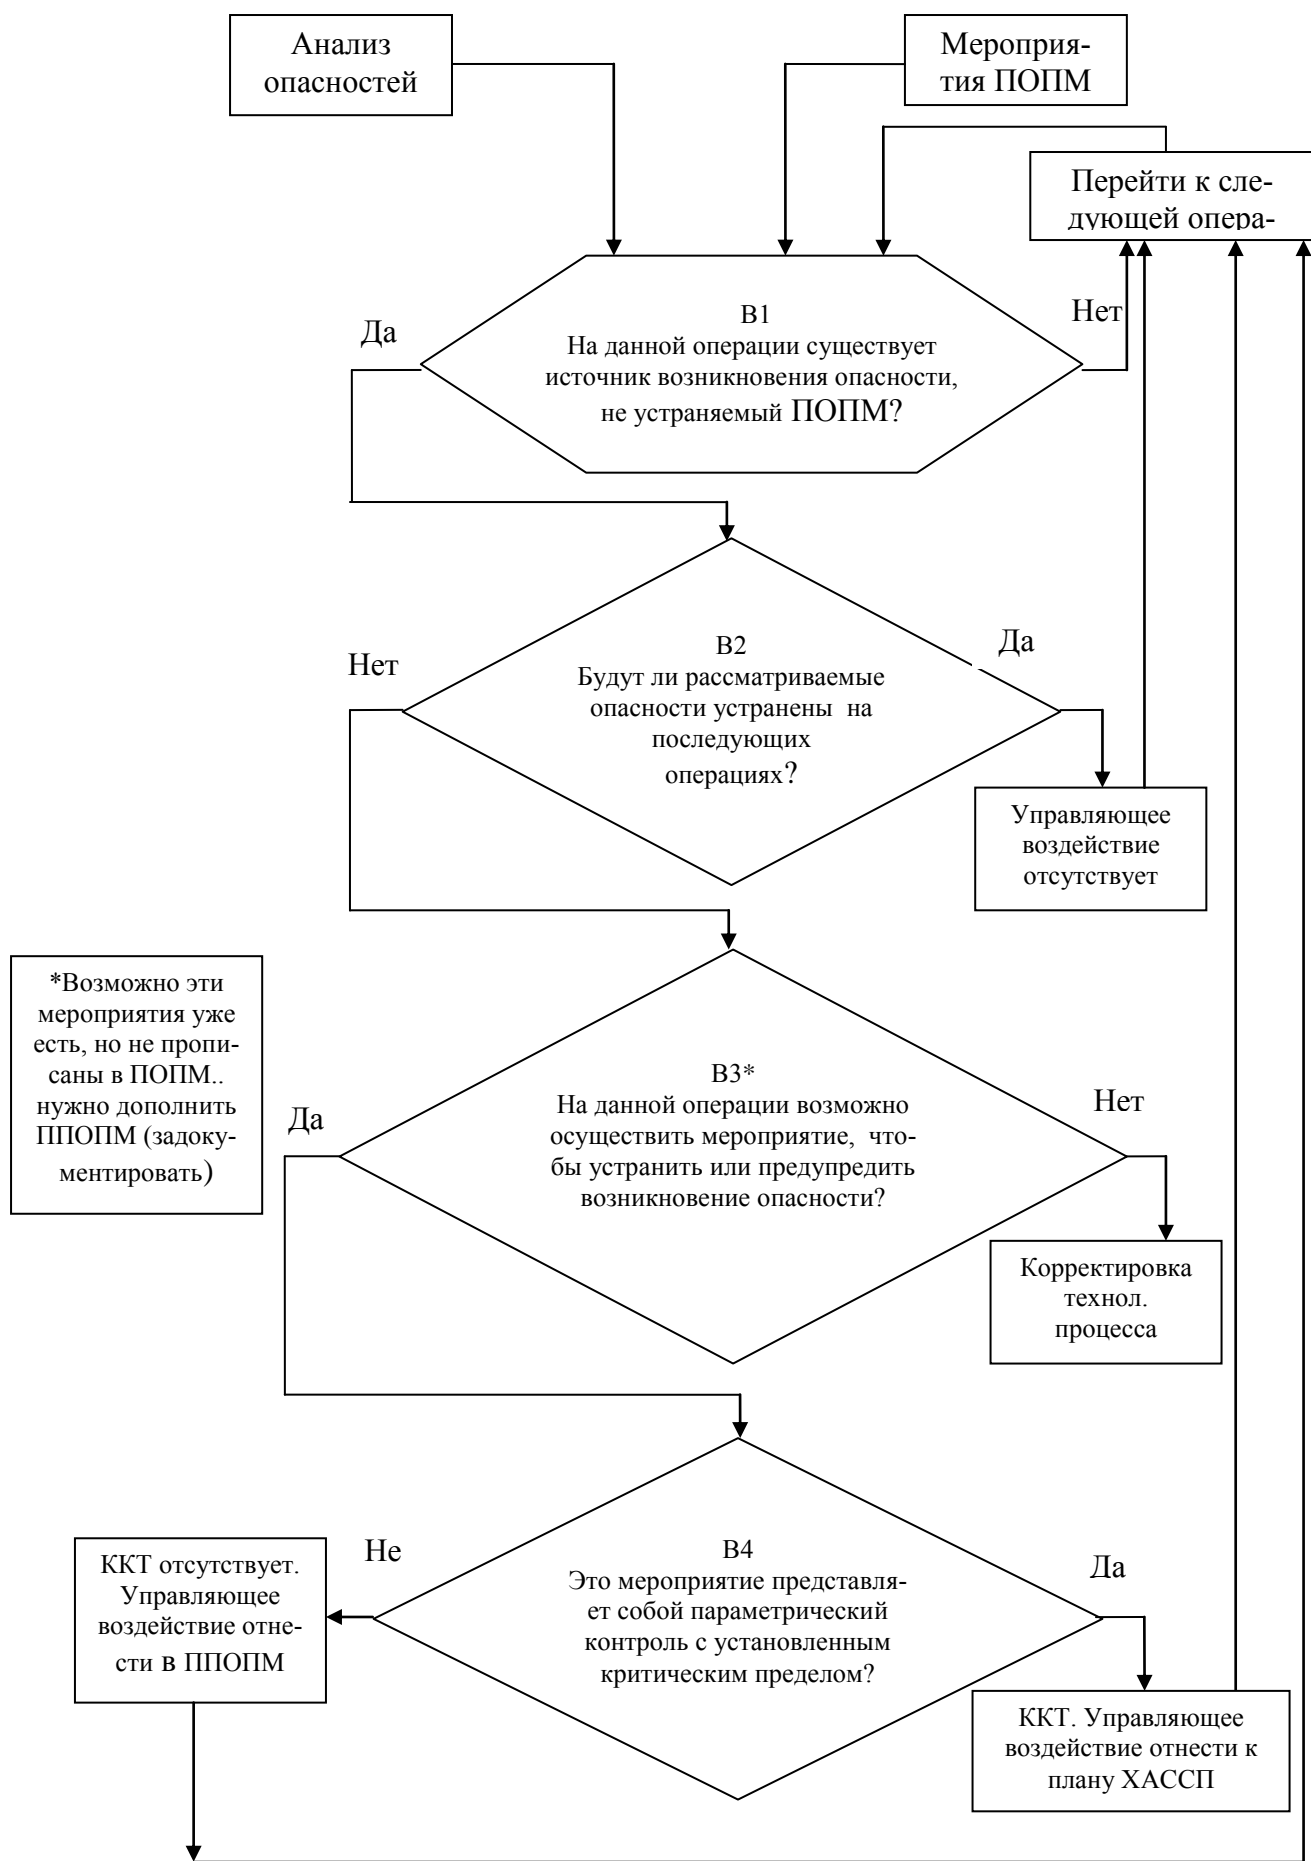 Анализ
опасностей
Мероприя-
тия ПОПМ
Перейти к сле-
дующей опера-
В1
Да
Нет
На данной операции существует
источник возникновения опасности,
не устраняемый ПОПМ?
В2
Нет
Да
Будут ли рассматриваемые
опасности устранены на
последующих
операциях?
Управляющее
воздействие
отсутствует
*Возможно эти
мероприятия уже
есть, но не пропи-
саны в ПОПМ..
нужно дополнить
ППОПМ (задоку-
ментировать)
В3*
Да
Нет
На данной операции возможно
осуществить мероприятие, что-
бы устранить или предупредить
возникновение опасности?
Корректировка
технол.
процесса
В4
Не
Да
Это мероприятие представля-
ет собой параметрический
контроль с установленным
критическим пределом?
ККТ отсутствует.
Управляющее
воздействие отне-
сти в ППОПМ
ККТ. Управляющее
воздействие отнести к
плану ХАССП